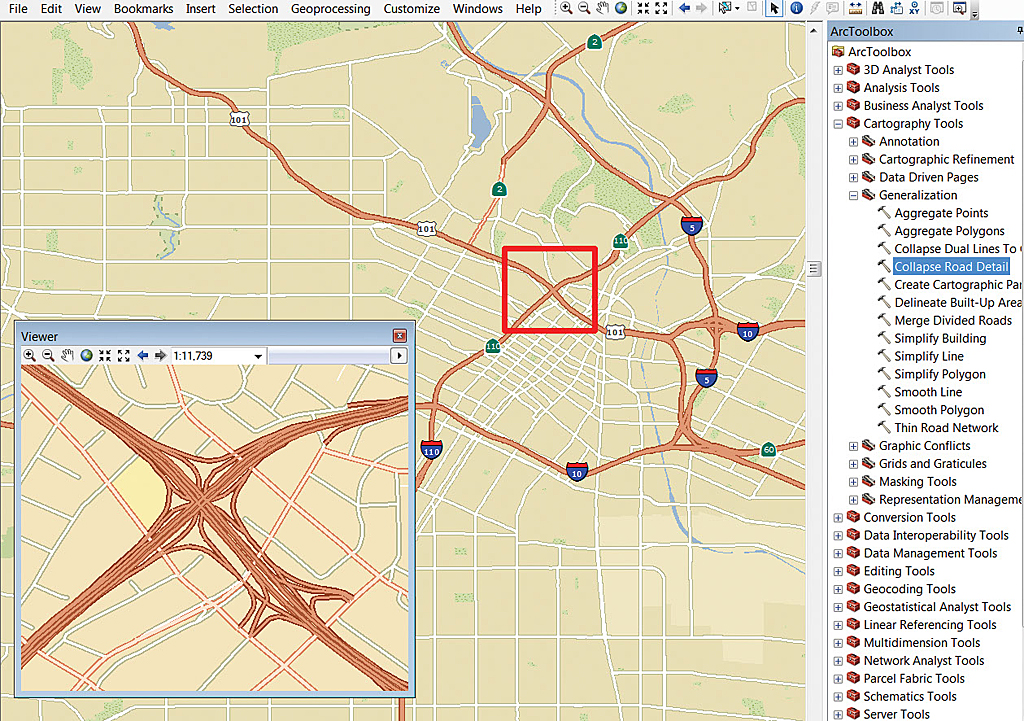 File Edit View Bookmarks Insert Selection Geoprocessing Customize Windows Help
ArcToolbox
ArcToolbox
3D Analyst Tools
Analysis Tools
Business Analyst Tools
Cartography Tools
Annotation
Cartographic Refinement
Data Driven Pages
Generalization
Aggregate Points
Aggregate Polygons
Collapse Dual Lines To
Collapse Road Detail
Create Cartographic Par
Delineate Built-Up Area
Merge Divided Roads
Simplify Building
Simplify Line
Simplify Polygon
Smooth Line
Smooth Polygon
Thin Road Network
Graphic Conflicts
Grids and Graticules
Masking Tools
Representation Manageme
Conversion Tools
Data Interoperability Tools
Data Management Tools
Editing Tools
Geocoding Tools
Geostatistical Analyst Tools
Linear Referencing Tools
Multidimension Tools
Network Analyst Tools
Parcel Fabric Tools
Schematics Tools
Server Tools
2
101
2
101
5
110
101
10
110
5
110
10
60
Viewer
1:11,739